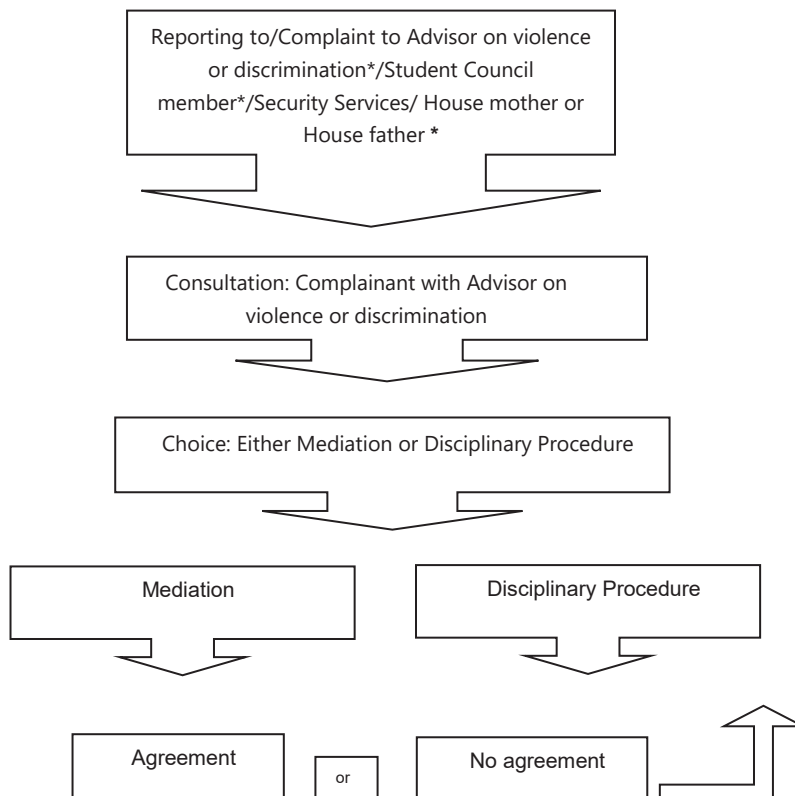 Reporting to/Complaint to Advisor on violence
or discrimination*/Student Council
member*/Security Services/ House mother or
House father *
Consultation: Complainant with Advisor on
violence or discrimination
Choice: Either Mediation or Disciplinary Procedure
Mediation
Disciplinary Procedure
Agreement
or
No agreement